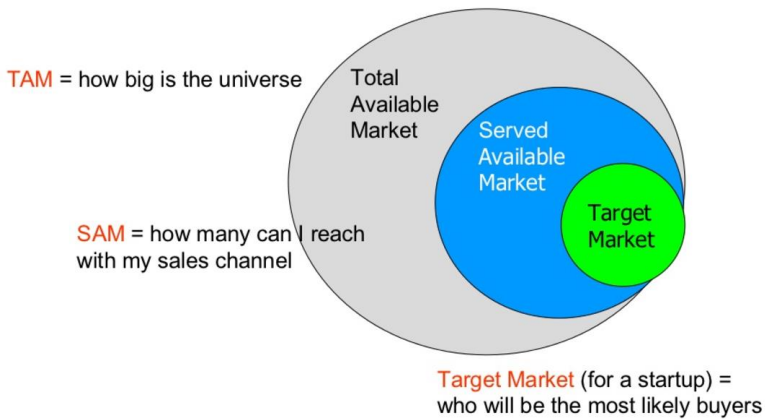 TAM = how big is the universe
Total
Available
Market
Served
Available
Market
Target
Market
SAM = how many can I reach
with my sales channel
Target Market (for a startup) =
who will be the most likely buyers